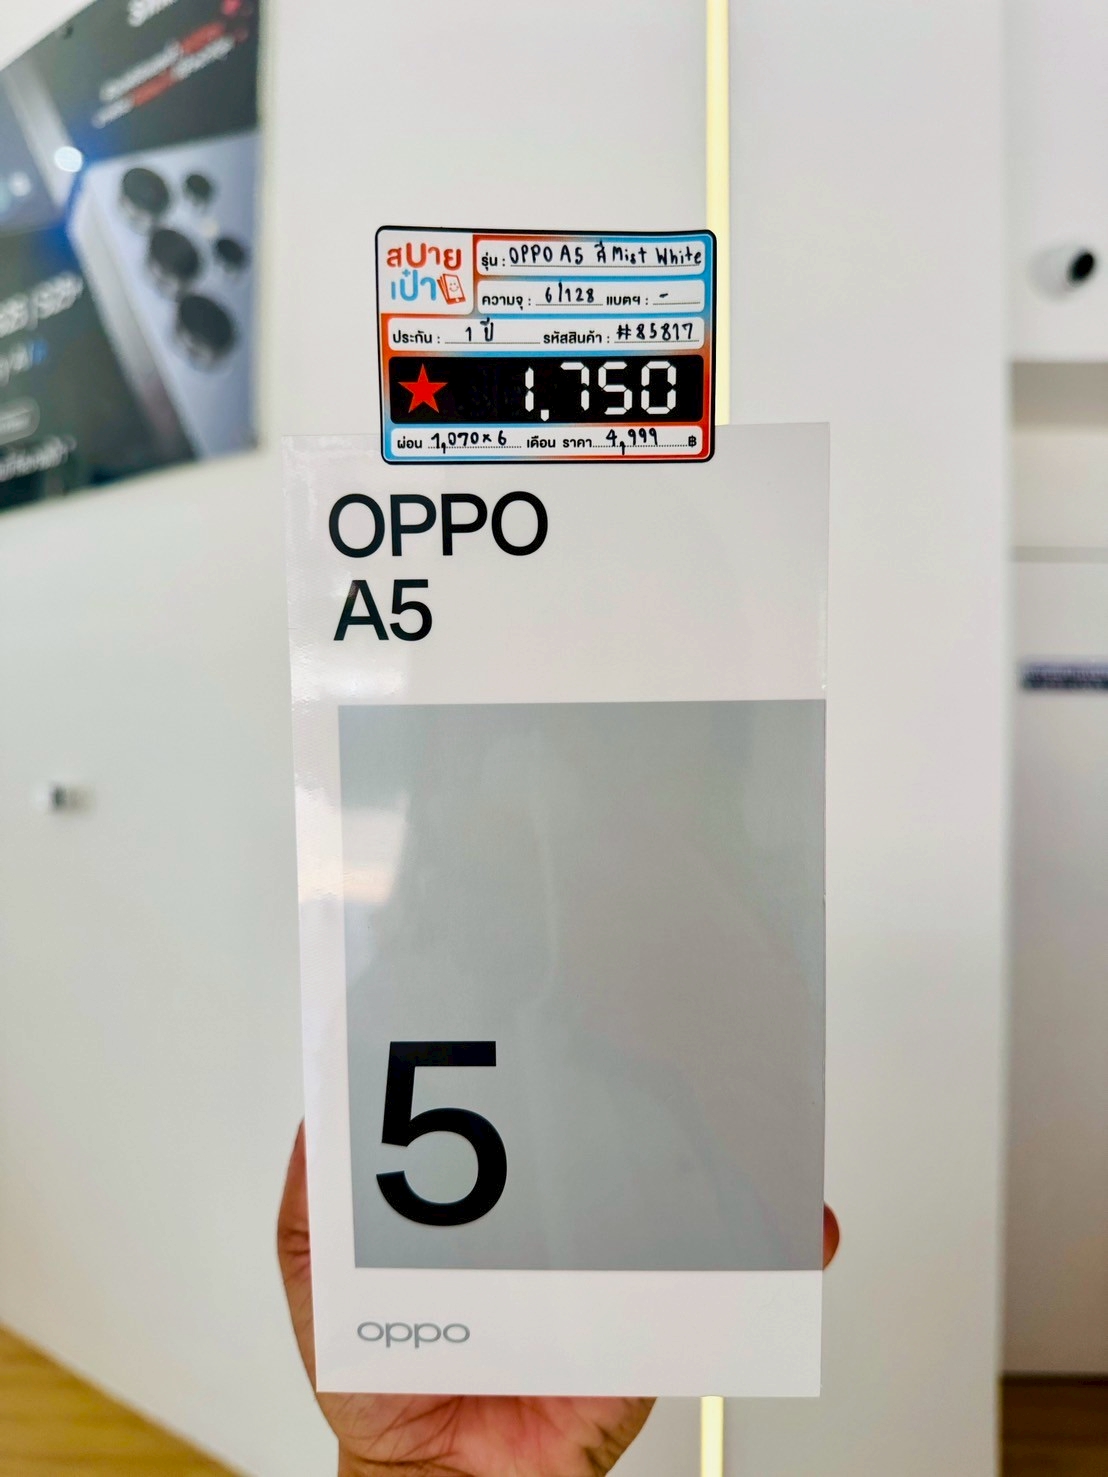 สบาย
เป๋า
รุ่น : OPPO A5 สี Mist White
ความจุ : 6/128 แบตฯ : -
ประกัน : 1 ปี รหัสสินค้า : #85817
1,750
ผ่อน 1,070x6 เดือน ราคา 4,999 ฿
OPPO
A5
5
oppo